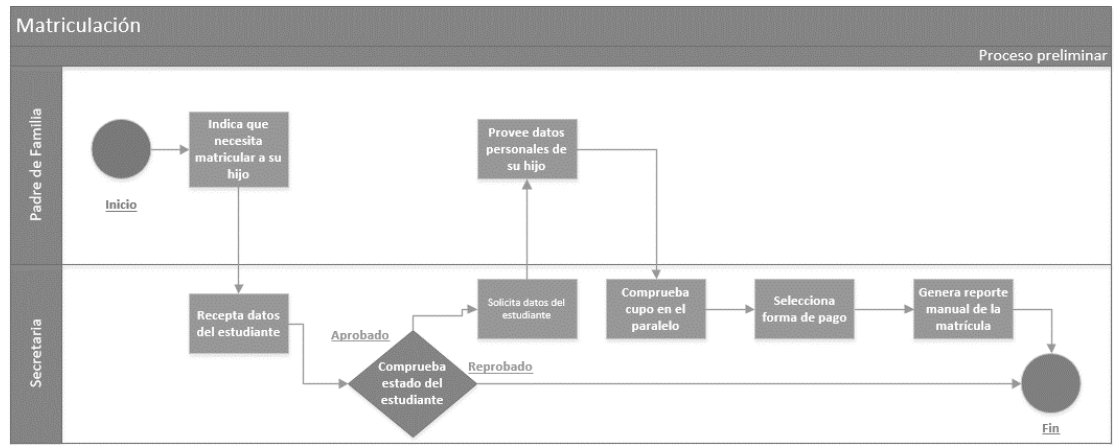 Matriculación
Proceso preliminar
Padre de Familia
Indica que
necesita
matricular a su
hijo
Inicio
Provee datos
personales de
su hijo
Secretaria
Recepta datos
del estudiante
Aprobado
Comprueba
estado del
estudiante
Reprobado
Solicita datos del
estudiante
Comprueba
cupo en el
paralelo
Selecciona
forma de pago
Genera reporte
manual de la
matrícula
Fin